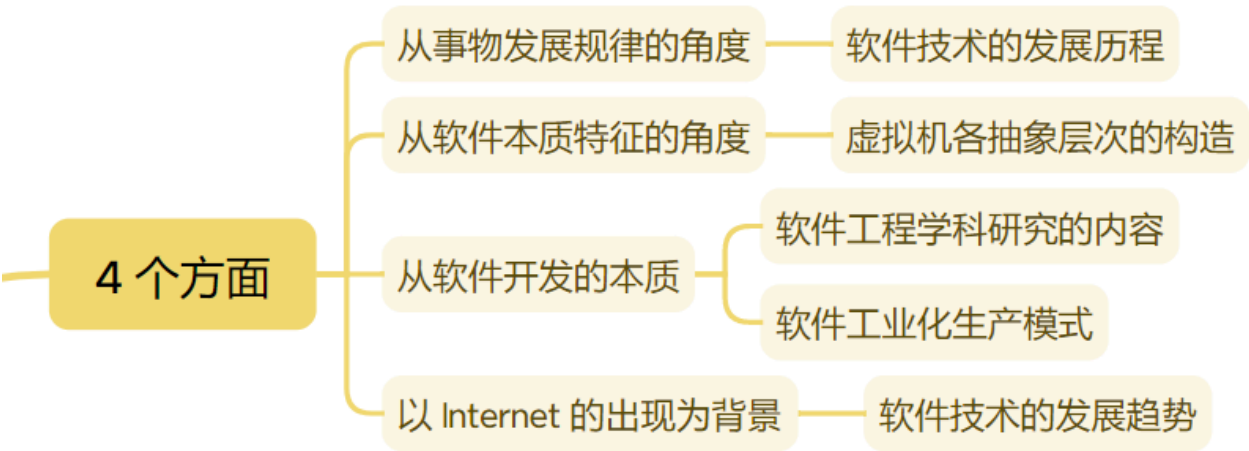 从事物发展规律的角度
软件技术的发展历程
从软件本质特征的角度
虚拟机各抽象层次的构造
4 个方面
从软件开发的本质
软件工程学科研究的内容
软件工业化生产模式
以 Internet 的出现为背景
软件技术的发展趋势